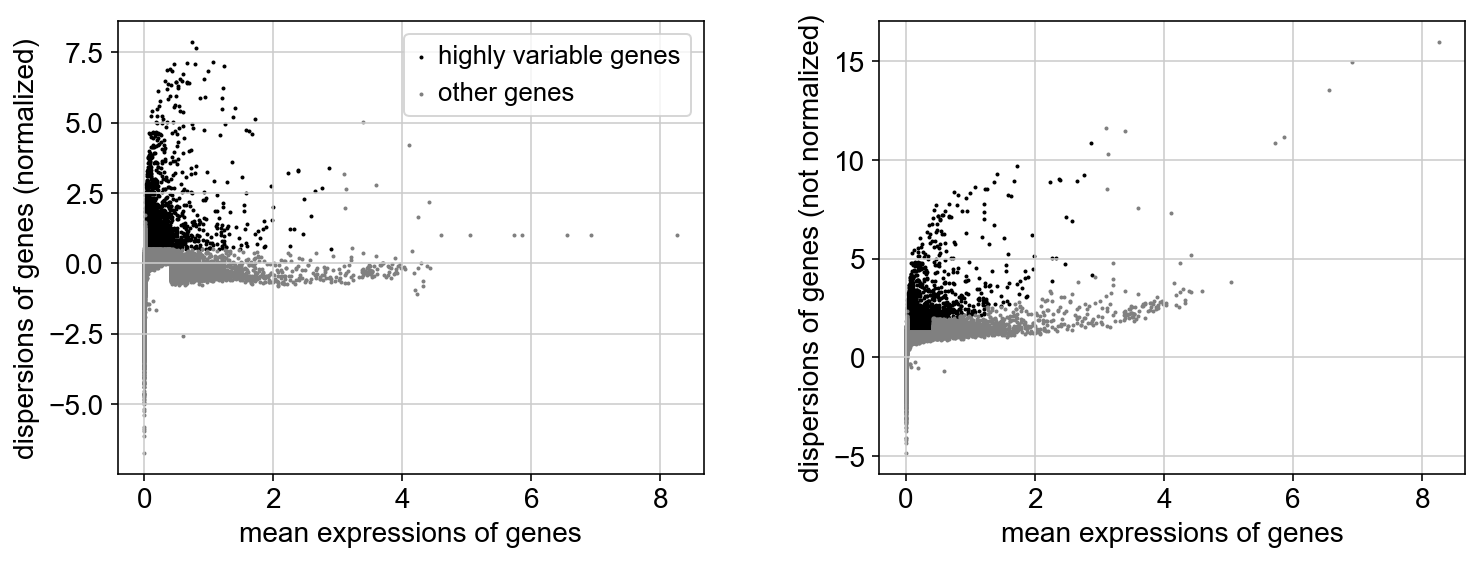 dispersions of genes (normalized)
7.5
5.0
2.5
0.0
−2.5
−5.0
0 2 4 6 8
mean expressions of genes
highly variable genes
other genes
dispersions of genes (not normalized)
15
10
5
0
−5
0 2 4 6 8
mean expressions of genes